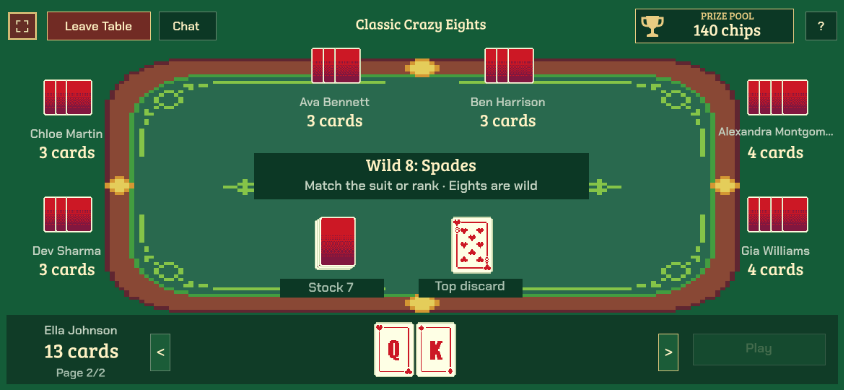 Leave Table
Chat
Classic Crazy Eights
PRIZE POOL
140 chips
?
Ava Bennett
3 cards
Ben Harrison
3 cards
Chloe Martin
3 cards
Alexandra Montgom...
4 cards
Wild 8: Spades
Match the suit or rank · Eights are wild
Dev Sharma
3 cards
Gia Williams
4 cards
Stock 7
Top discard
Ella Johnson
13 cards
Page 2/2
<
Q
K
>
Play